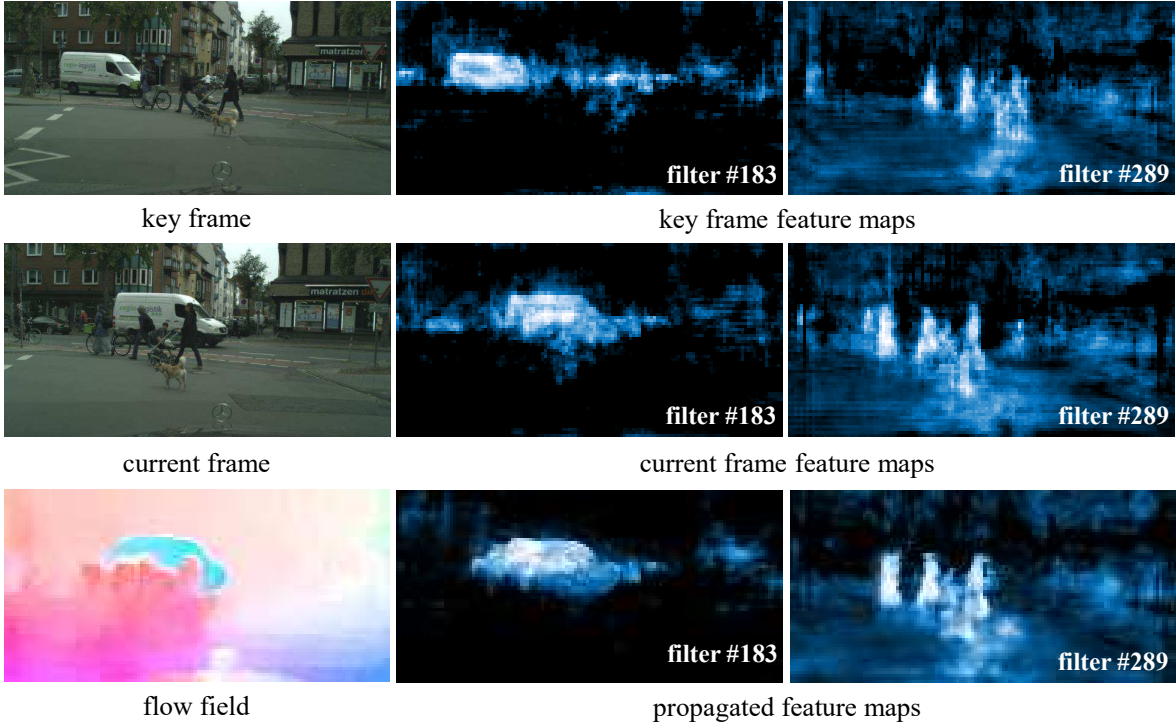 matratzen
filter #183
filter #289
key frame
key frame feature maps
matratzen
filter #183
filter #289
current frame
current frame feature maps
filter #183
filter #289
flow field
propagated feature maps